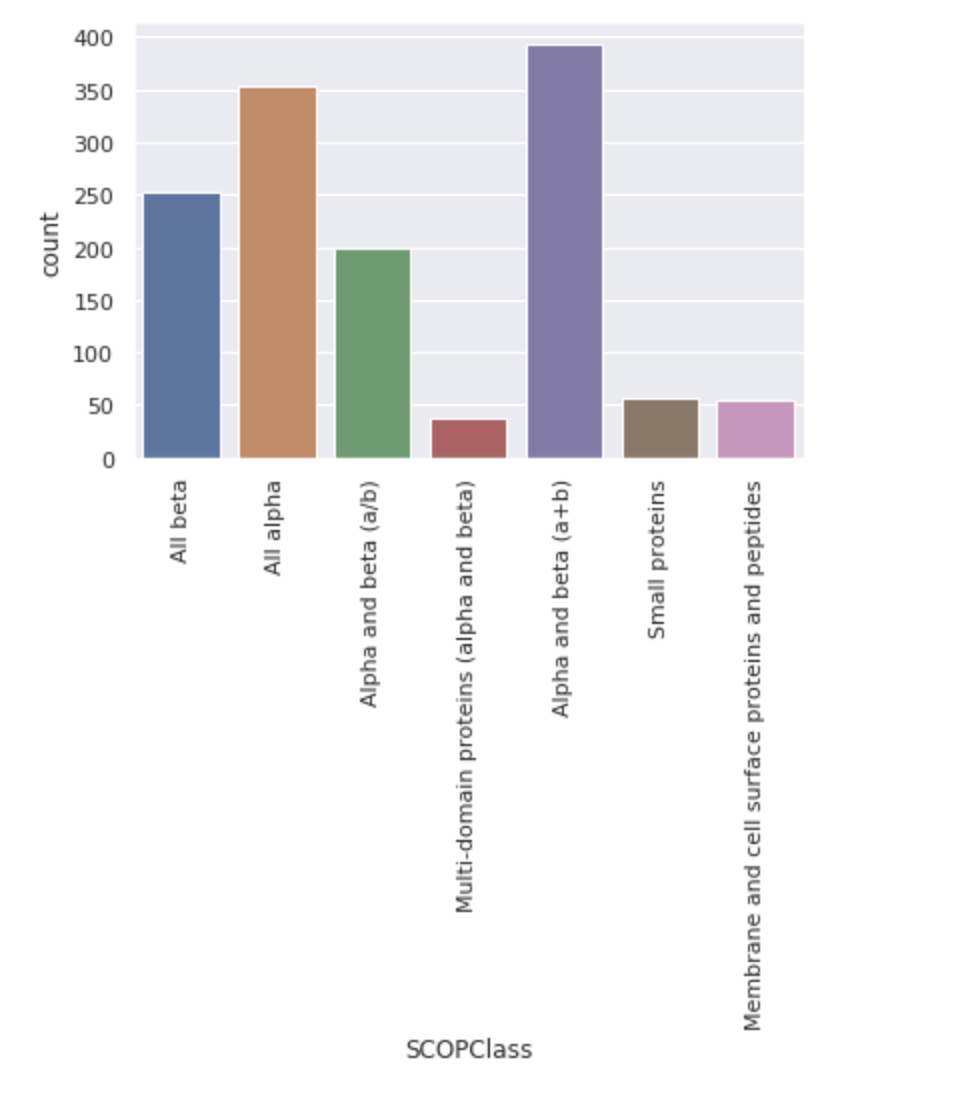 400
350
300
250
200
150
100
50
0
count
All beta
All alpha
Alpha and beta (a/b)
Multi-domain proteins (alpha and beta)
Alpha and beta (a+b)
Small proteins
Membrane and cell surface proteins and peptides
SCOPClass